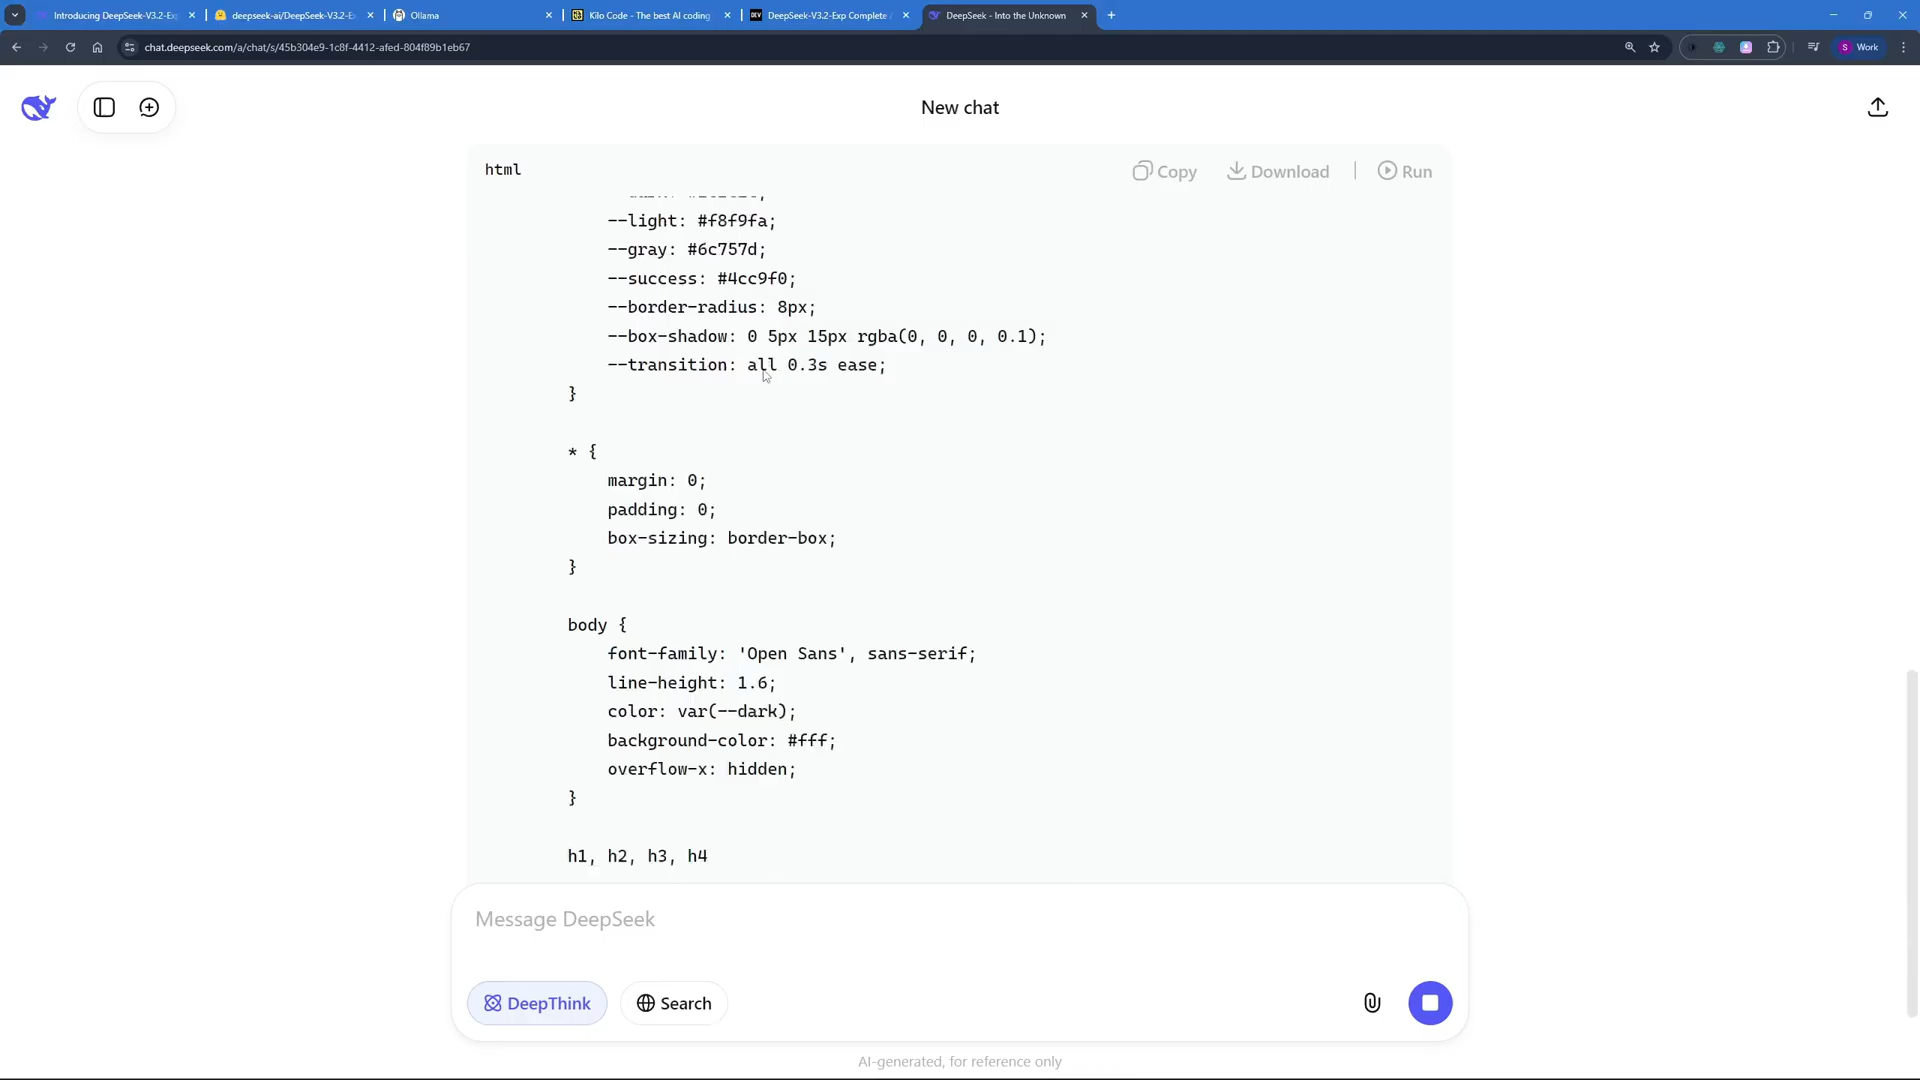 Introducing DeepSeek-V3.2-Exp
deepseek-ai/DeepSeek-V3.2-E
Ollama
Kilo Code - The best AI coding
DEV
DeepSeek-V3.2-Exp Complete
DeepSeek - Into the Unknown
chat.deepseek.com/a/chat/s/45b304e9-1c8f-4412-afed-804f89b1eb67
S Work
New chat
html
Copy
Download
Run
--light: #f8f9fa;
--gray: #6c757d;
--success: #4cc9f0;
--border-radius: 8px;
--box-shadow: 0 5px 15px rgba(0, 0, 0, 0.1);
--transition: all 0.3s ease;
}
* {
margin: 0;
padding: 0;
box-sizing: border-box;
}
body {
font-family: 'Open Sans', sans-serif;
line-height: 1.6;
color: var(--dark);
background-color: #fff;
overflow-x: hidden;
}
h1, h2, h3, h4
Message DeepSeek
DeepThink
Search
AI-generated, for reference only